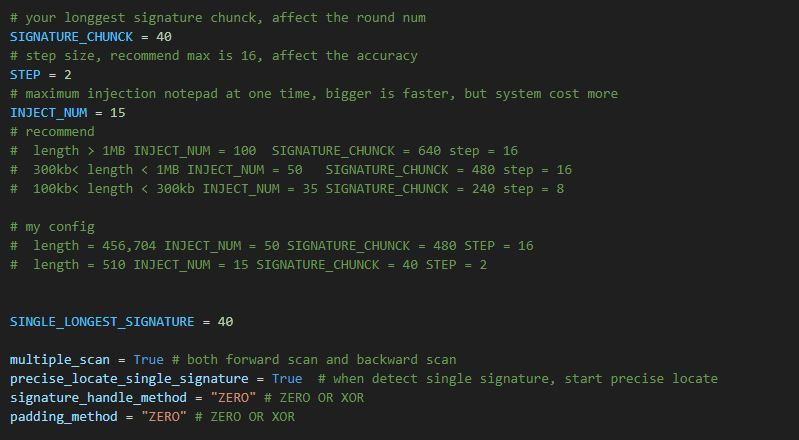 # your longgest signature chunck, affect the round num
SIGNATURE_CHUNCK = 40
# step size, recommend max is 16, affect the accuracy
STEP = 2
# maximum injection notepad at one time, bigger is faster, but system cost more
INJECT_NUM = 15
# recommend
#  length > 1MB INJECT_NUM = 100  SIGNATURE_CHUNCK = 640 step = 16
#  300kb< length < 1MB INJECT_NUM = 50   SIGNATURE_CHUNCK = 480 step = 16
#  100kb< length < 300kb INJECT_NUM = 35 SIGNATURE_CHUNCK = 240 step = 8
# my config
#  length = 456,704 INJECT_NUM = 50 SIGNATURE_CHUNCK = 480 STEP = 16
#  length = 510 INJECT_NUM = 15 SIGNATURE_CHUNCK = 40 STEP = 2
SINGLE_LONGEST_SIGNATURE = 40
multiple_scan = True # both forward scan and backward scan
precise_locate_single_signature = True  # when detect single signature, start precise locate
signature_handle_method = "ZERO" # ZERO OR XOR
padding_method = "ZERO" # ZERO OR XOR